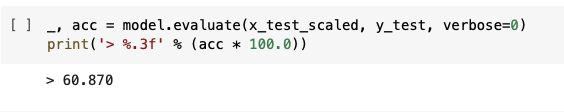 [ ] _, acc = model.evaluate(x_test_scaled, y_test, verbose=0)
print('> %.3f' % (acc * 100.0))
> 60.870